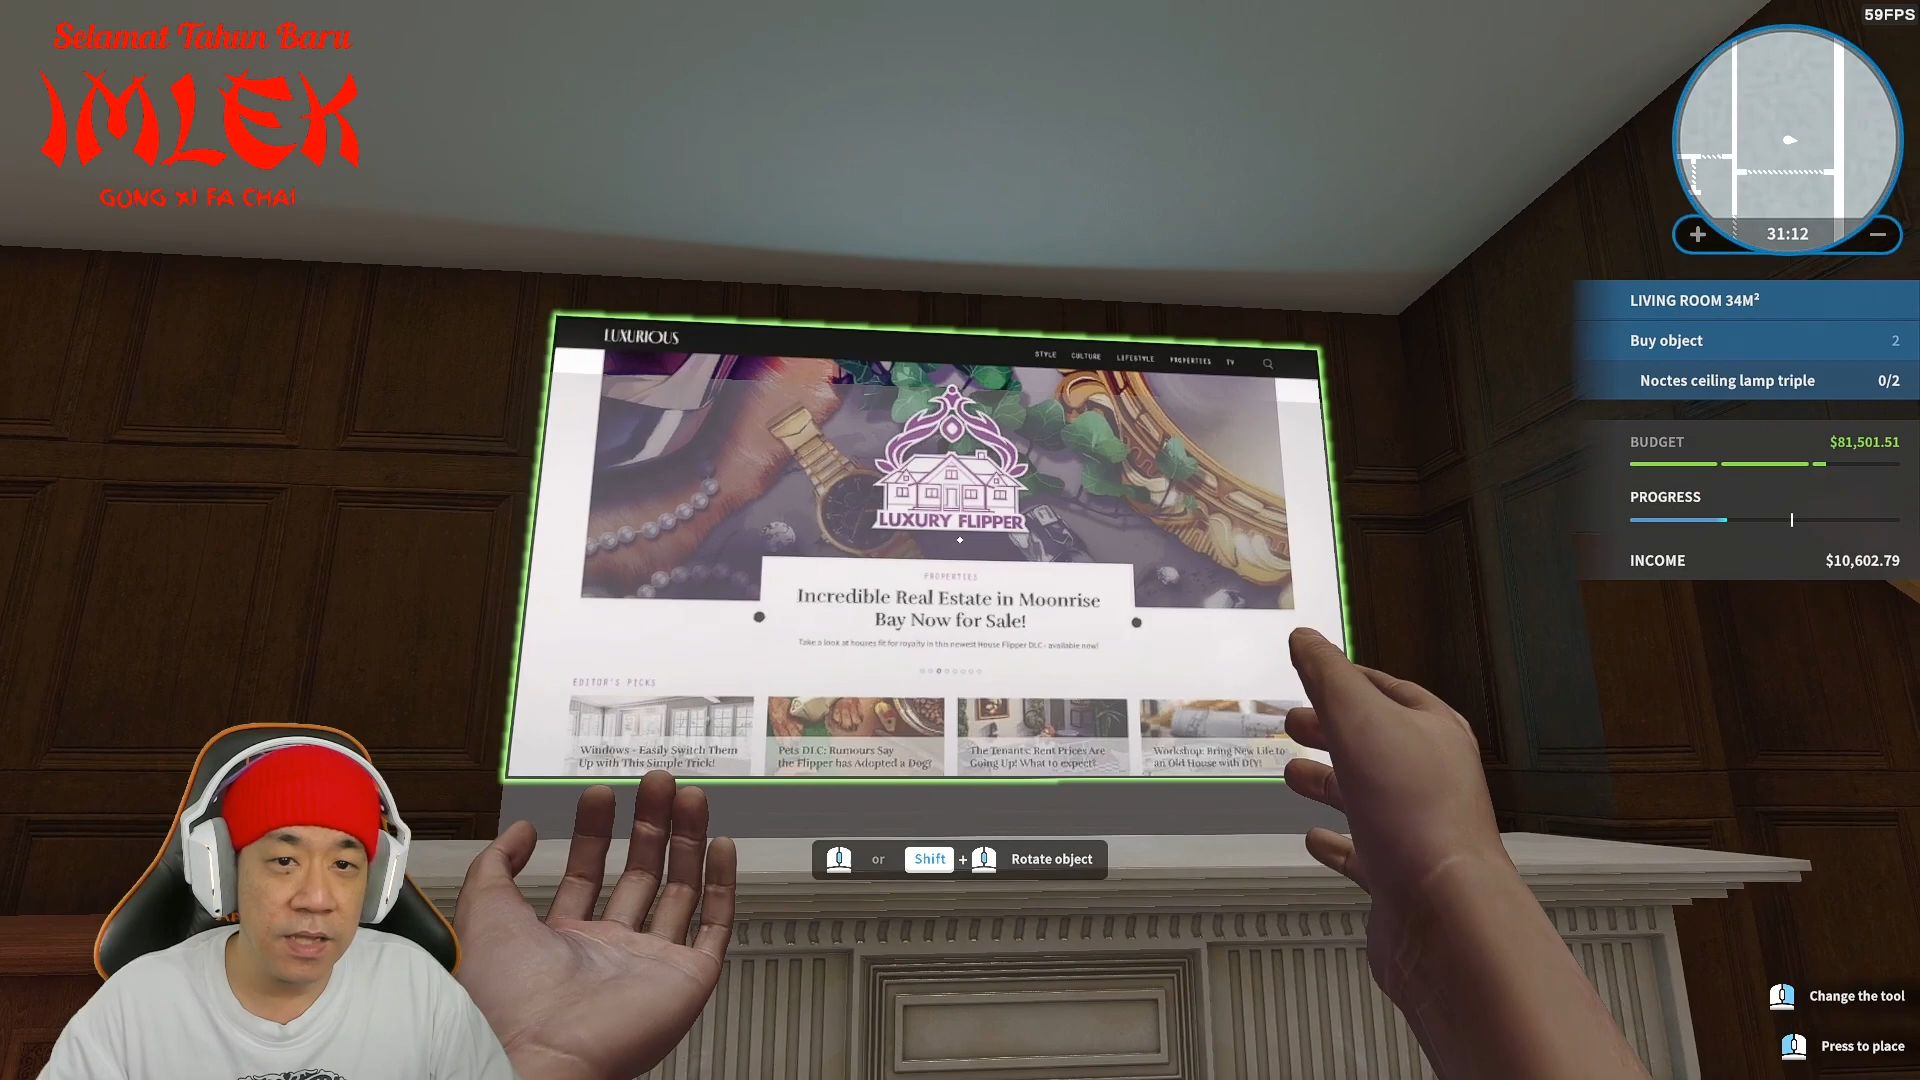 Selamat Tahun Baru
IMLEK
GONG XI FA CHAI
59FPS
31:12
LIVING ROOM 34M²
Buy object 2
Noctes ceiling lamp triple 0/2
BUDGET $81,501.51
PROGRESS
INCOME $10,602.79
LUXURIOUS
STYLE CULTURE LIFESTYLE PROPERTIES TV
LUXURY FLIPPER
PROPERTIES
Incredible Real Estate in Moonrise
Bay Now for Sale!
Take a look at houses fit for royalty in this newest House Flipper DLC - available now!
EDITOR'S PICKS
Windows - Easily Switch Them
Up with This Simple Trick!
Pets DLC: Rumours Say
the Flipper has Adopted a Dog?
The Tenants: Rent Prices Are
Going Up! What to expect?
Workshop: Bring New Life to
an Old House with DIY!
or Shift + Rotate object
Change the tool
Press to place